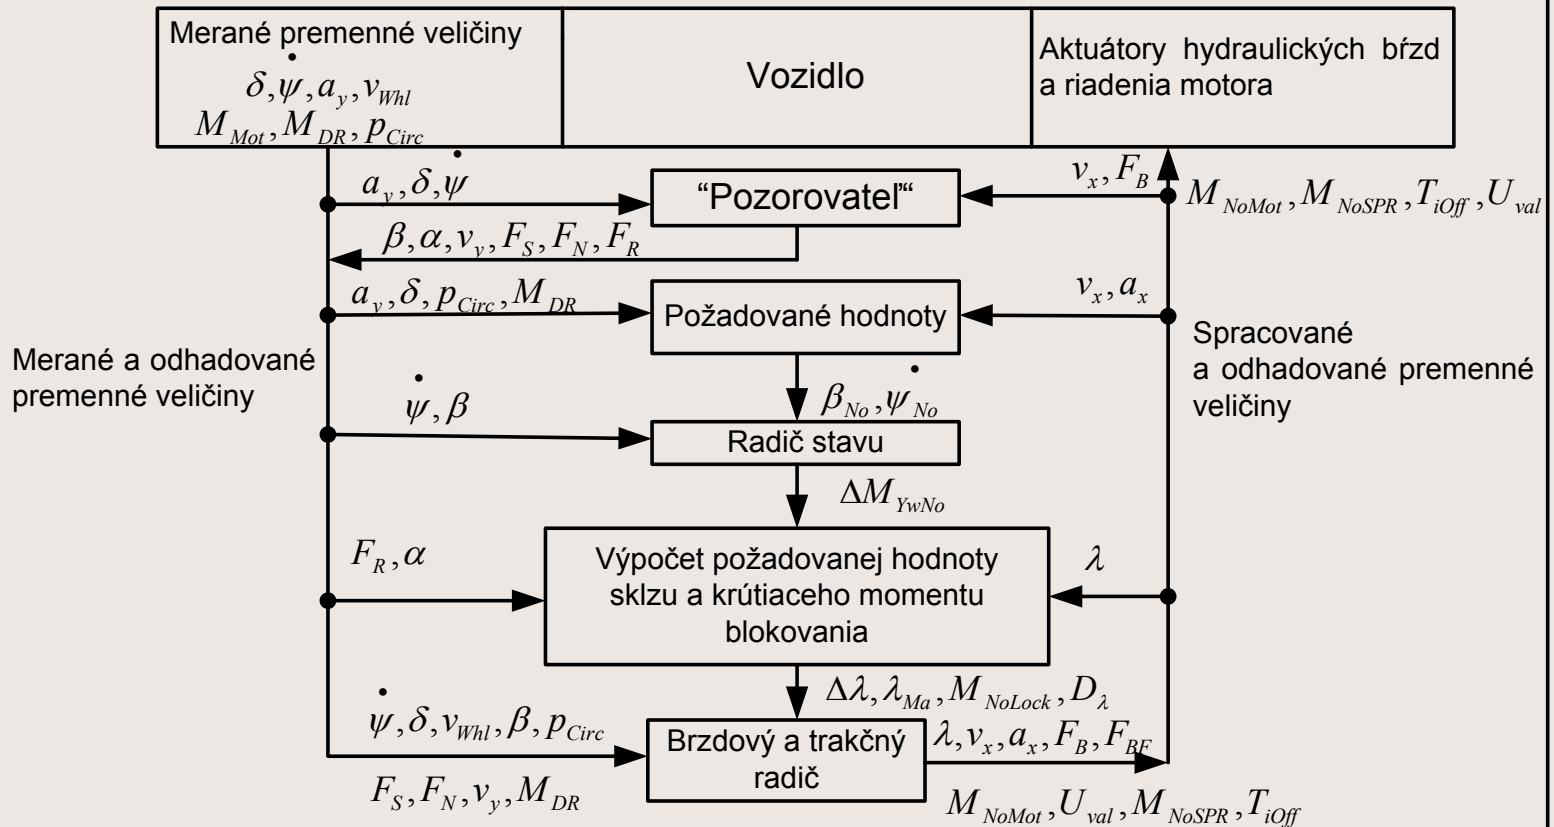 Merané premenné veličiny
δ, ψ̇, a_y, v_Whl
M_Mot, M_DR, p_Circ
Vozidlo
Aktuátory hydraulických bŕzd
a riadenia motora
a_y, δ, ψ̇
“Pozorovateľ“
v_x, F_B
M_NoMot, M_NoSPR, T_iOff, U_val
β, α, v_y, F_S, F_N, F_R
a_y, δ, p_Circ, M_DR
Požadované hodnoty
v_x, a_x
Merané a odhadované
premenné veličiny
Spracované
a odhadované premenné
veličiny
β_No, ψ̇_No
ψ̇, β
Radič stavu
ΔM_YwNo
F_R, α
Výpočet požadovanej hodnoty
sklzu a krútiaceho momentu
blokovania
λ
Δλ, λ_Ma, M_NoLock, D_λ
ψ̇, δ, v_Whl, β, p_Circ
Brzdový a trakčný
radič
λ, v_x, a_x, F_B, F_BF
F_S, F_N, v_y, M_DR
M_NoMot, U_val, M_NoSPR, T_iOff